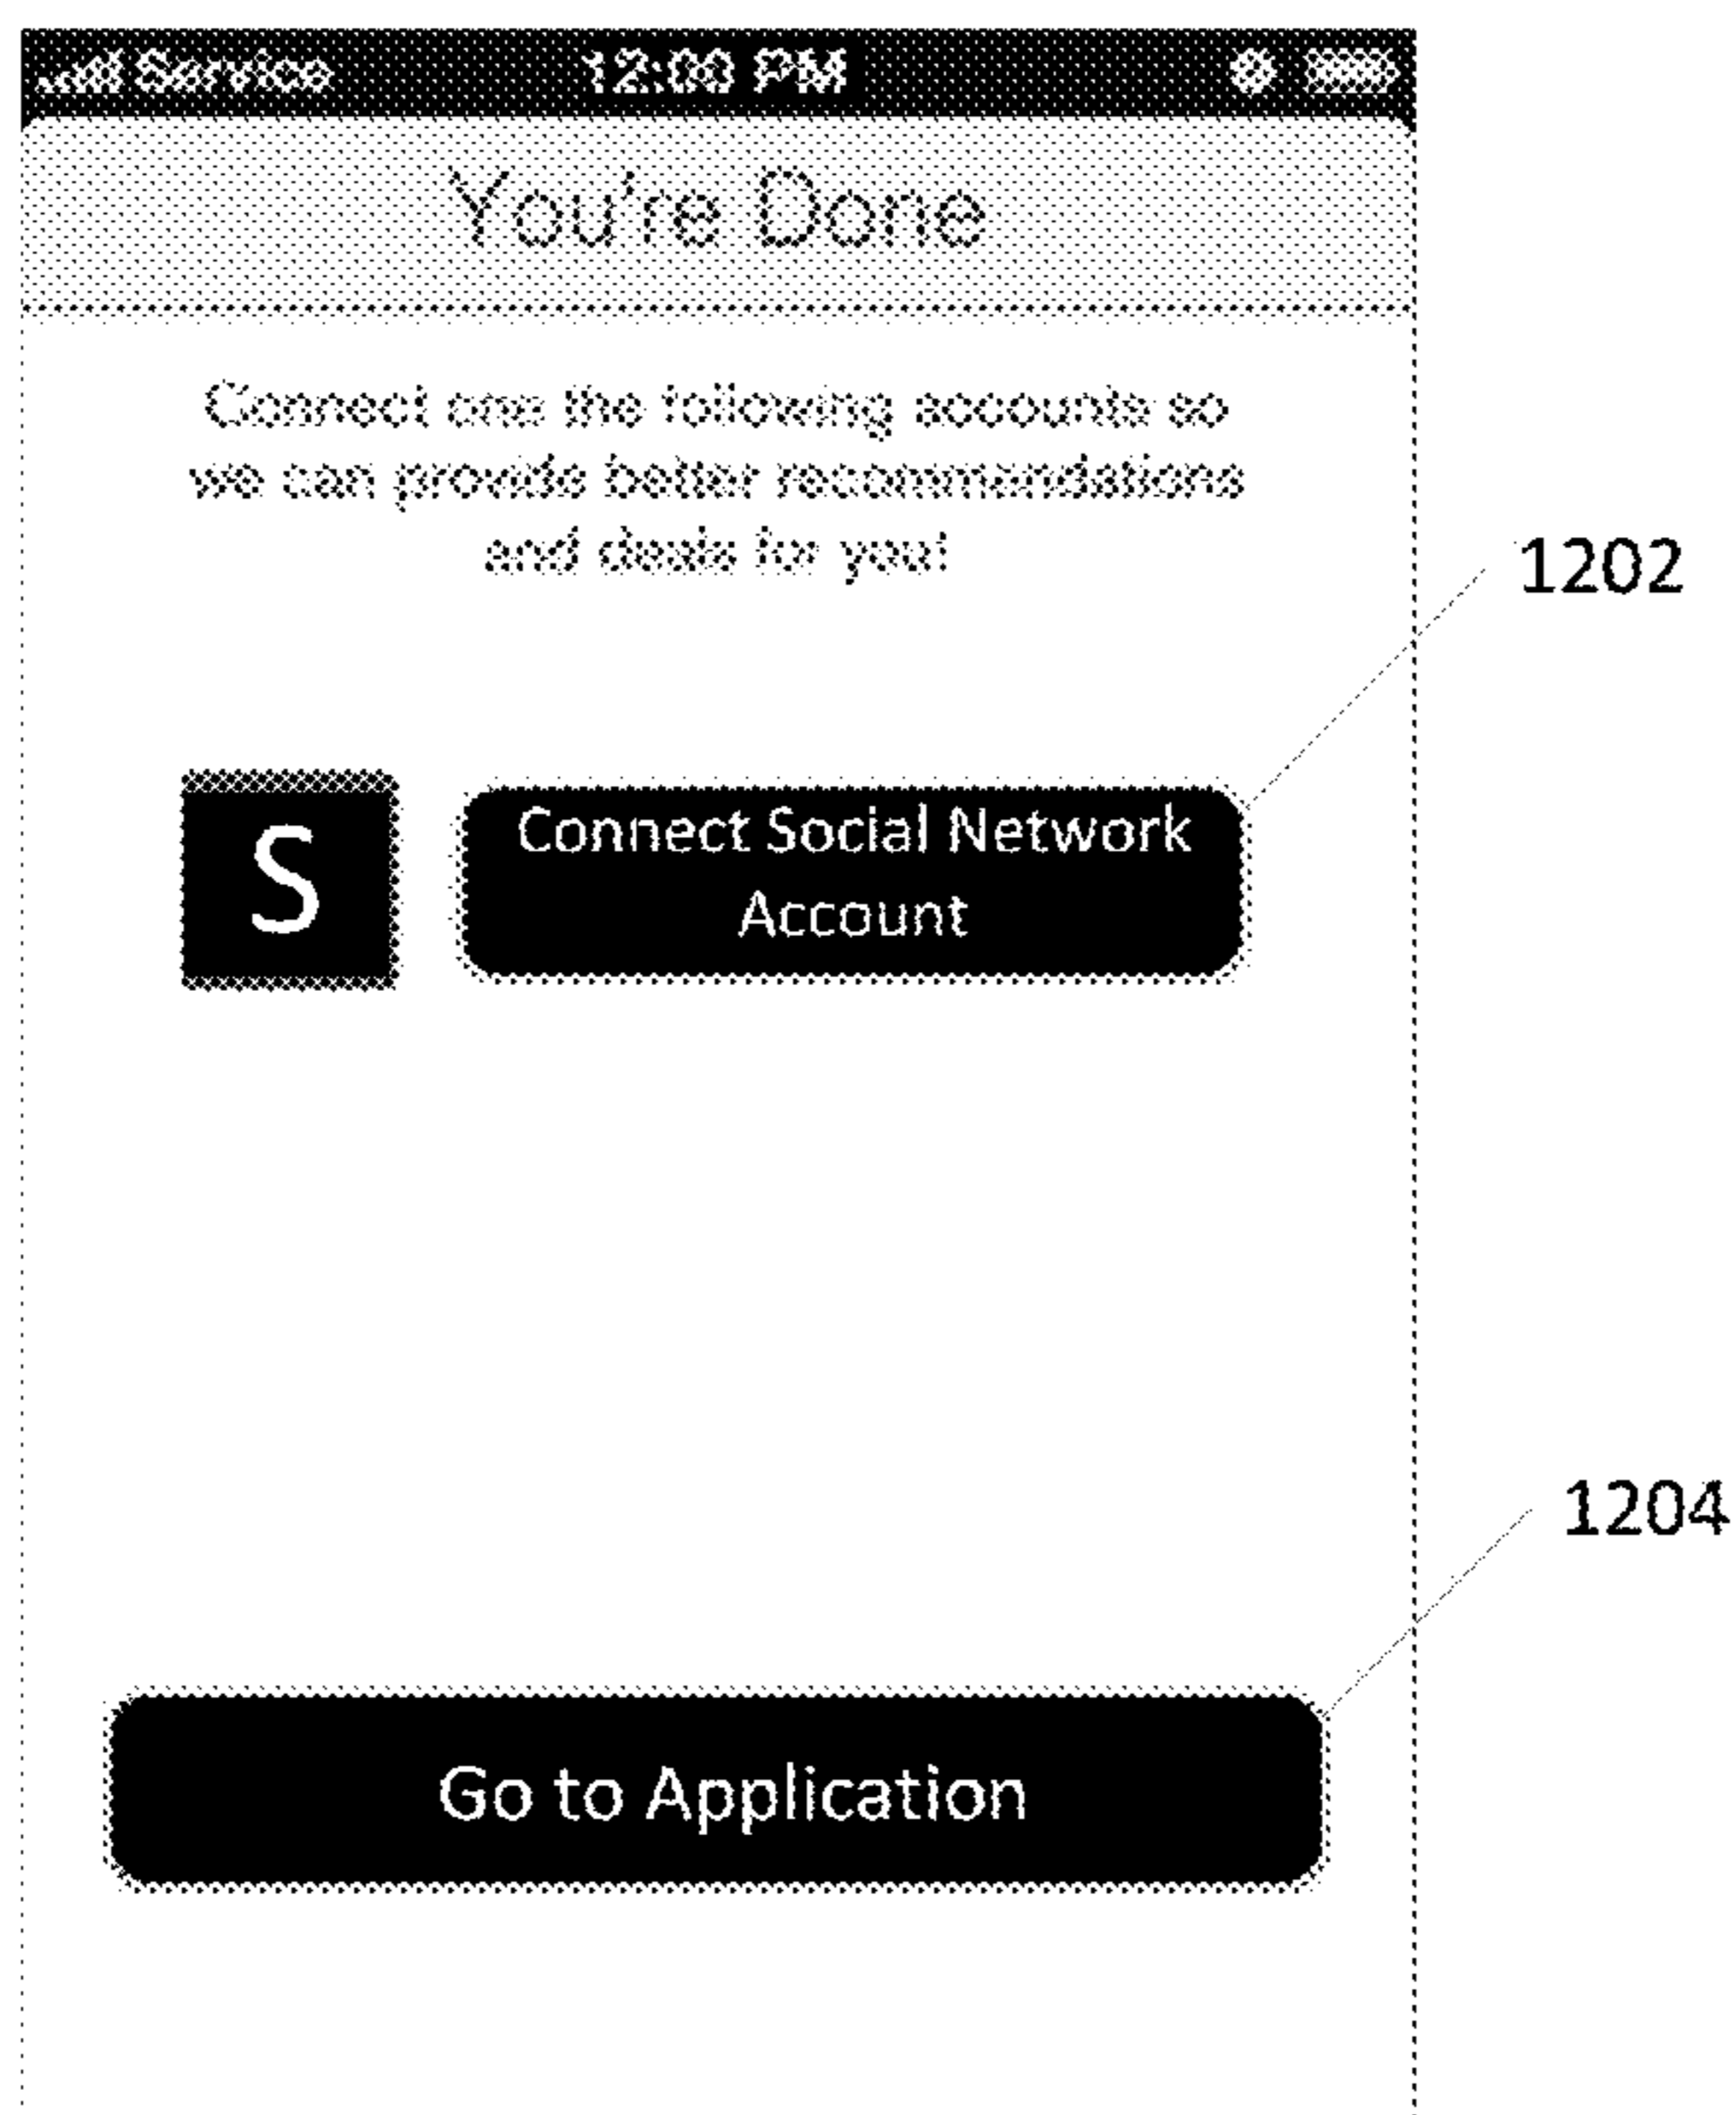 Service 12:00 PM
You're Done
Connect one the following accounts so
we can provide better recommendations
and deals for you!
1202
S
Connect Social Network
Account
1204
Go to Application